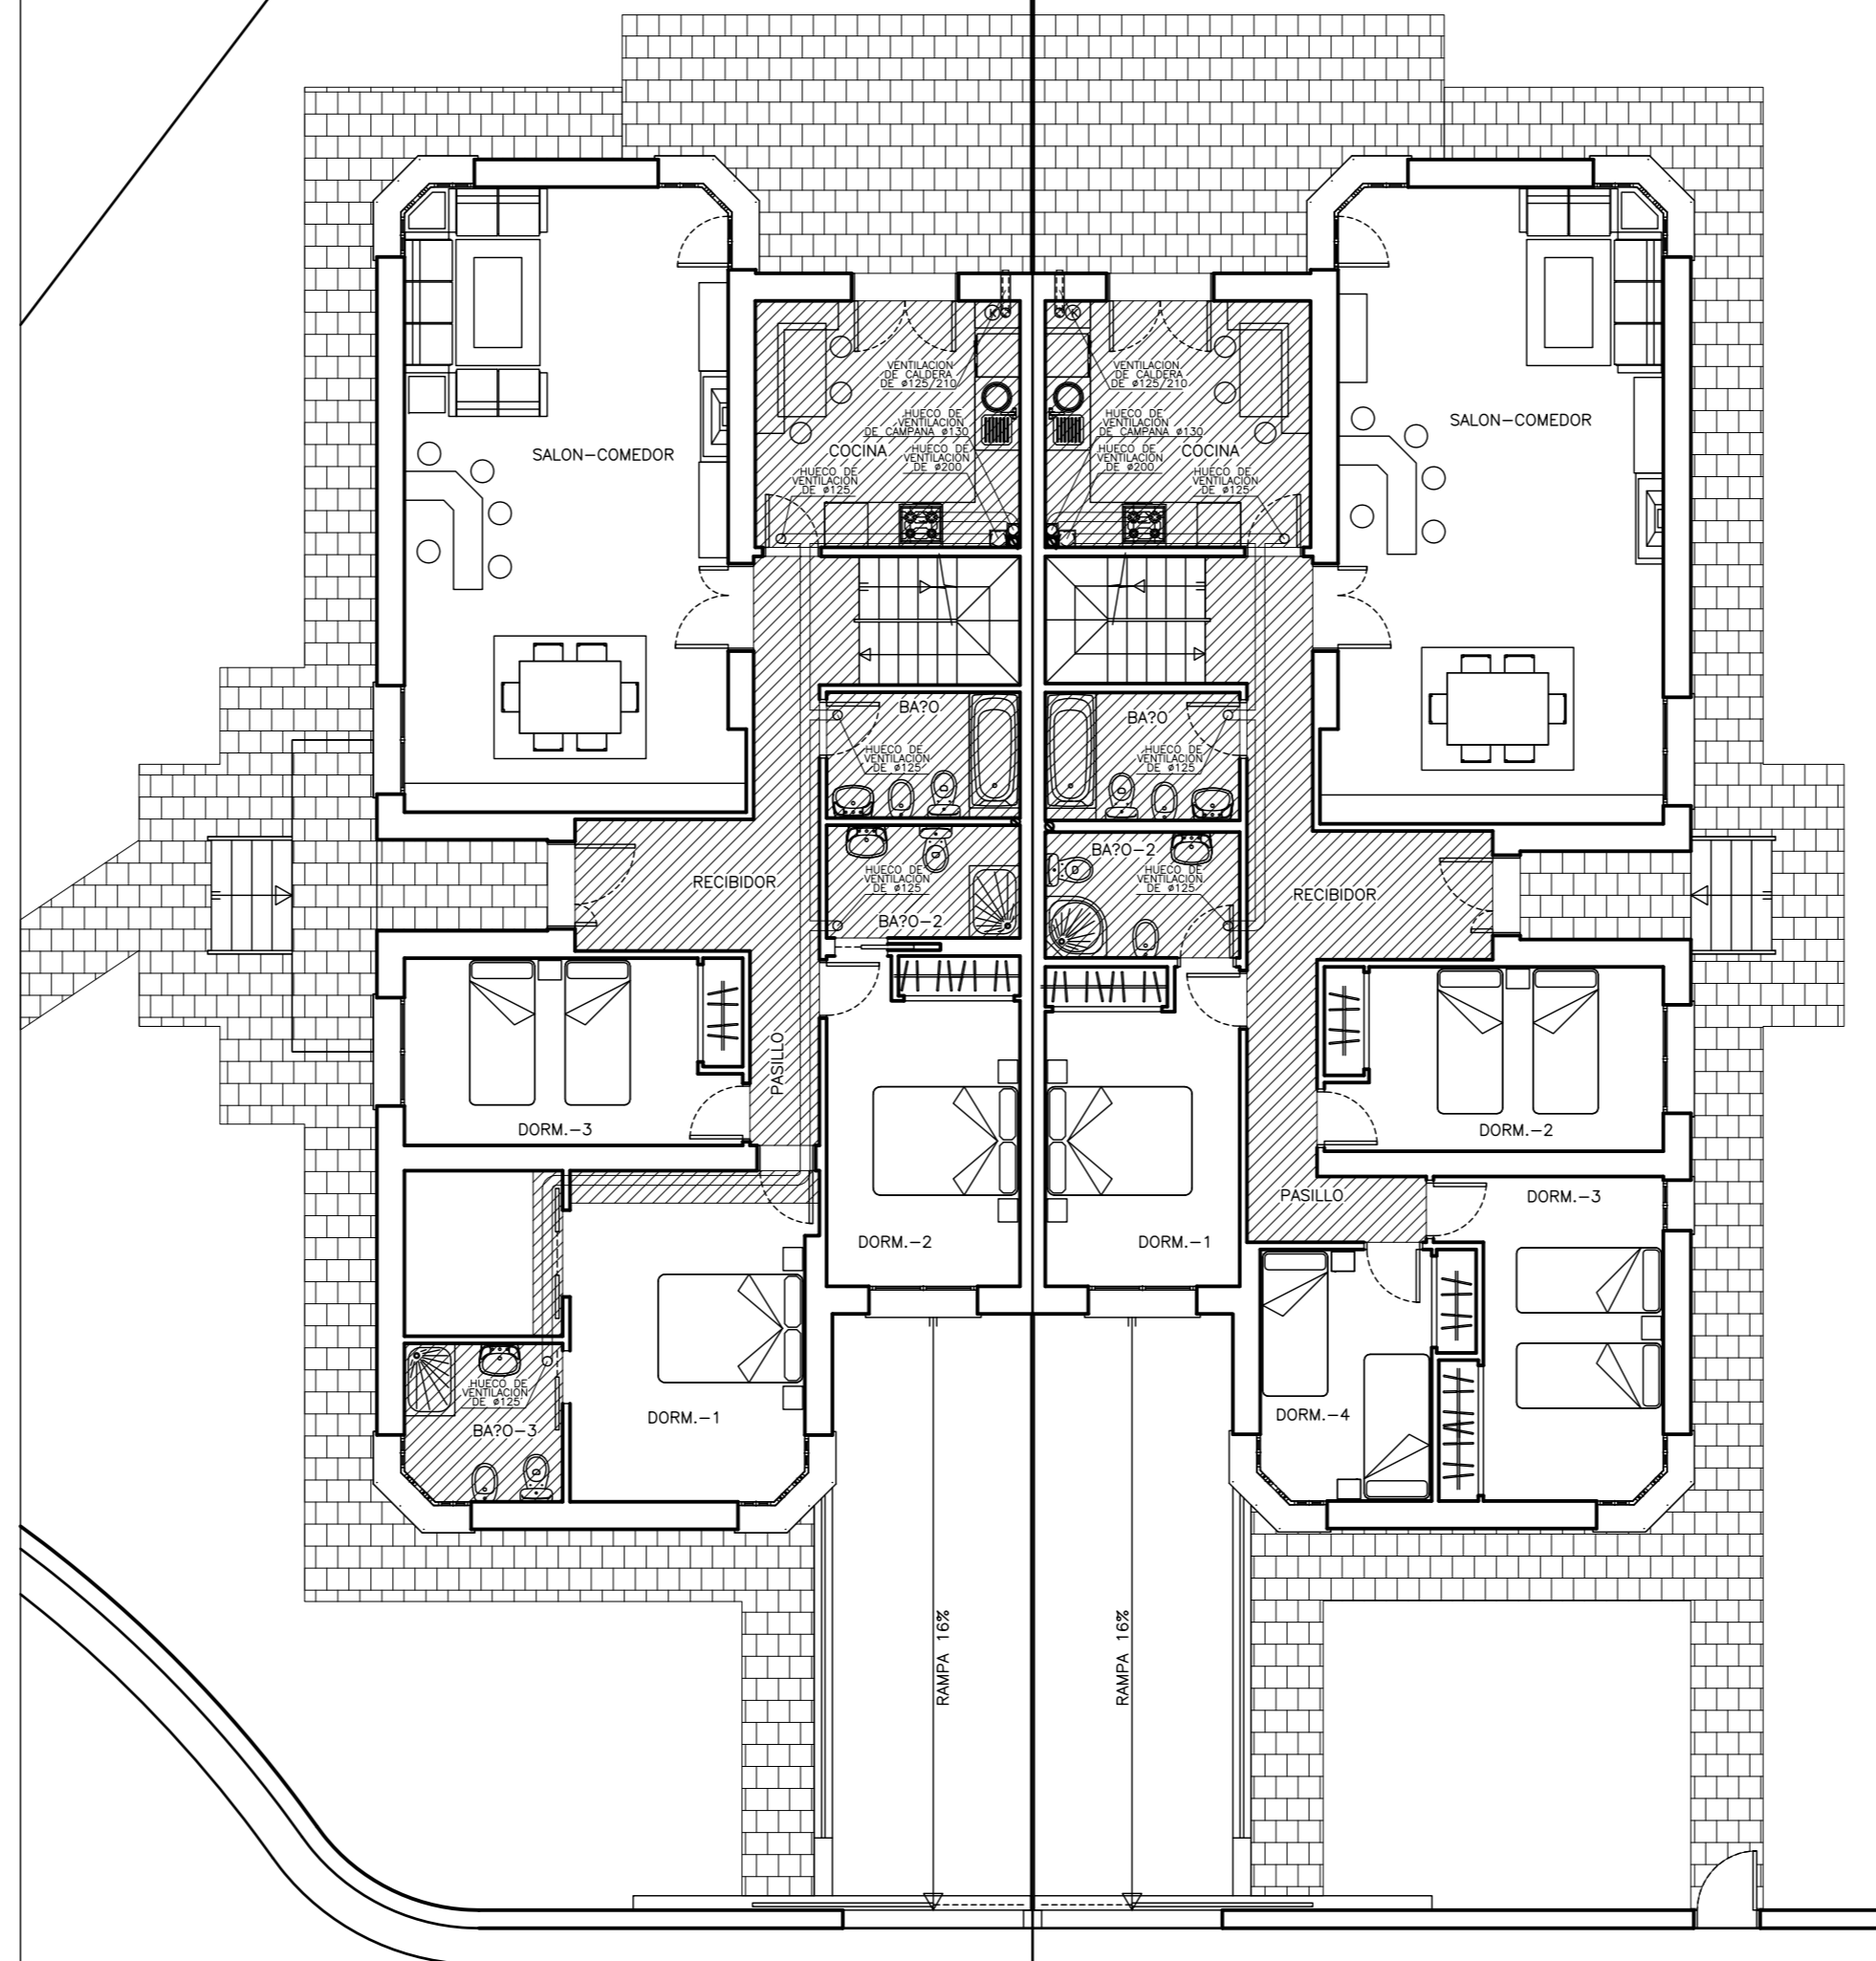 VENTILACION
DE CALDERA
DE ø125/210
VENTILACION
DE CALDERA
DE ø125/210
HUECO DE
VENTILACION
DE CAMPANA ø130
HUECO DE
VENTILACION
DE CAMPANA ø130
SALON-COMEDOR
SALON-COMEDOR
COCINA
HUECO DE
VENTILACION
DE ø200
HUECO DE
VENTILACION
DE ø200
COCINA
HUECO DE
VENTILACION
DE ø125
HUECO DE
VENTILACION
DE ø125
BA?O
BA?O
HUECO DE
VENTILACION
DE ø125
HUECO DE
VENTILACION
DE ø125
RECIBIDOR
HUECO DE
VENTILACION
DE ø125
BA?O-2
BA?O-2
HUECO DE
VENTILACION
DE ø125
RECIBIDOR
PASILLO
DORM.-3
DORM.-2
PASILLO
DORM.-3
DORM.-2
DORM.-1
HUECO DE
VENTILACION
DE ø125
BA?O-3
DORM.-1
DORM.-4
RAMPA 16%
RAMPA 16%